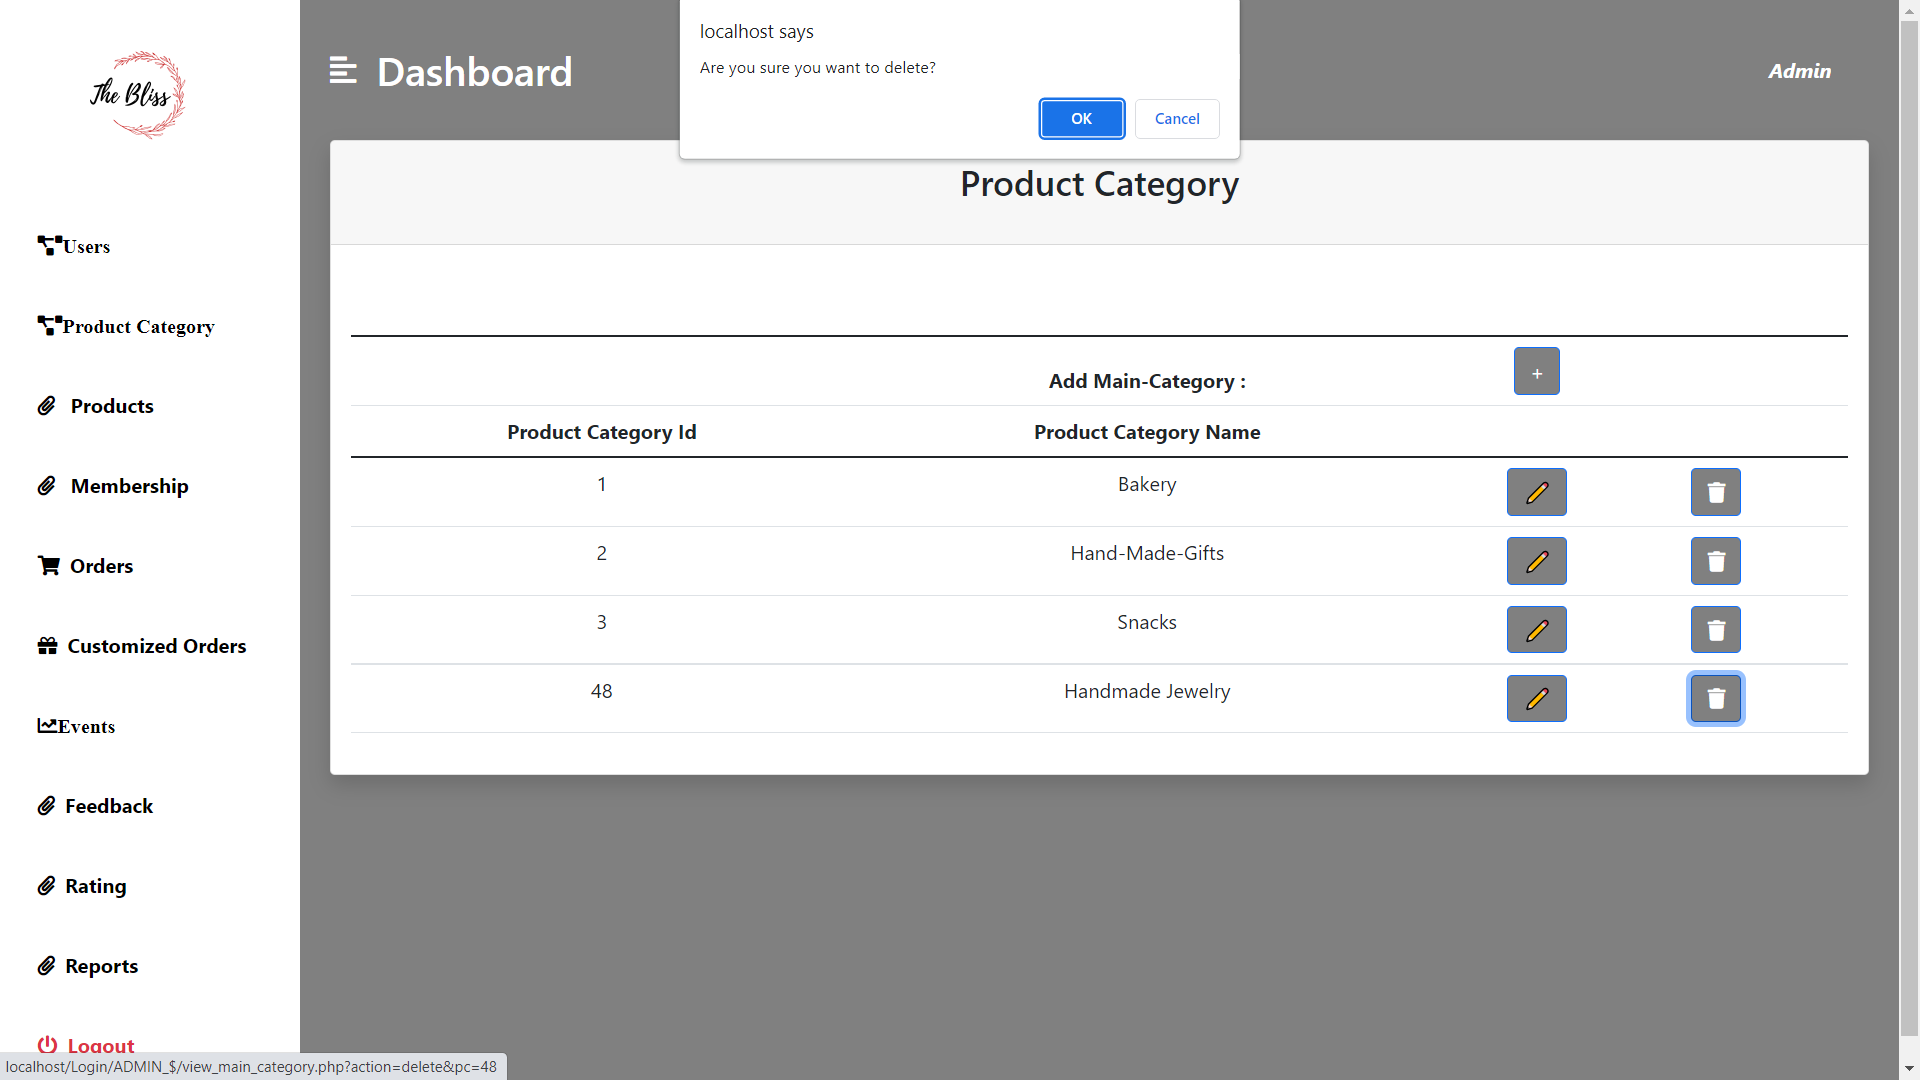 localhost says
Are you sure you want to delete?
OK
Cancel
The Bliss
Dashboard
Admin
Product Category
Users
Product Category
Products
Membership
Orders
Customized Orders
Events
Feedback
Rating
Reports
Logout
Add Main-Category :
+
Product Category Id Product Category Name
1 Bakery
2 Hand-Made-Gifts
3 Snacks
48 Handmade Jewelry
localhost/Login/ADMIN_$/view_main_category.php?action=delete&pc=48